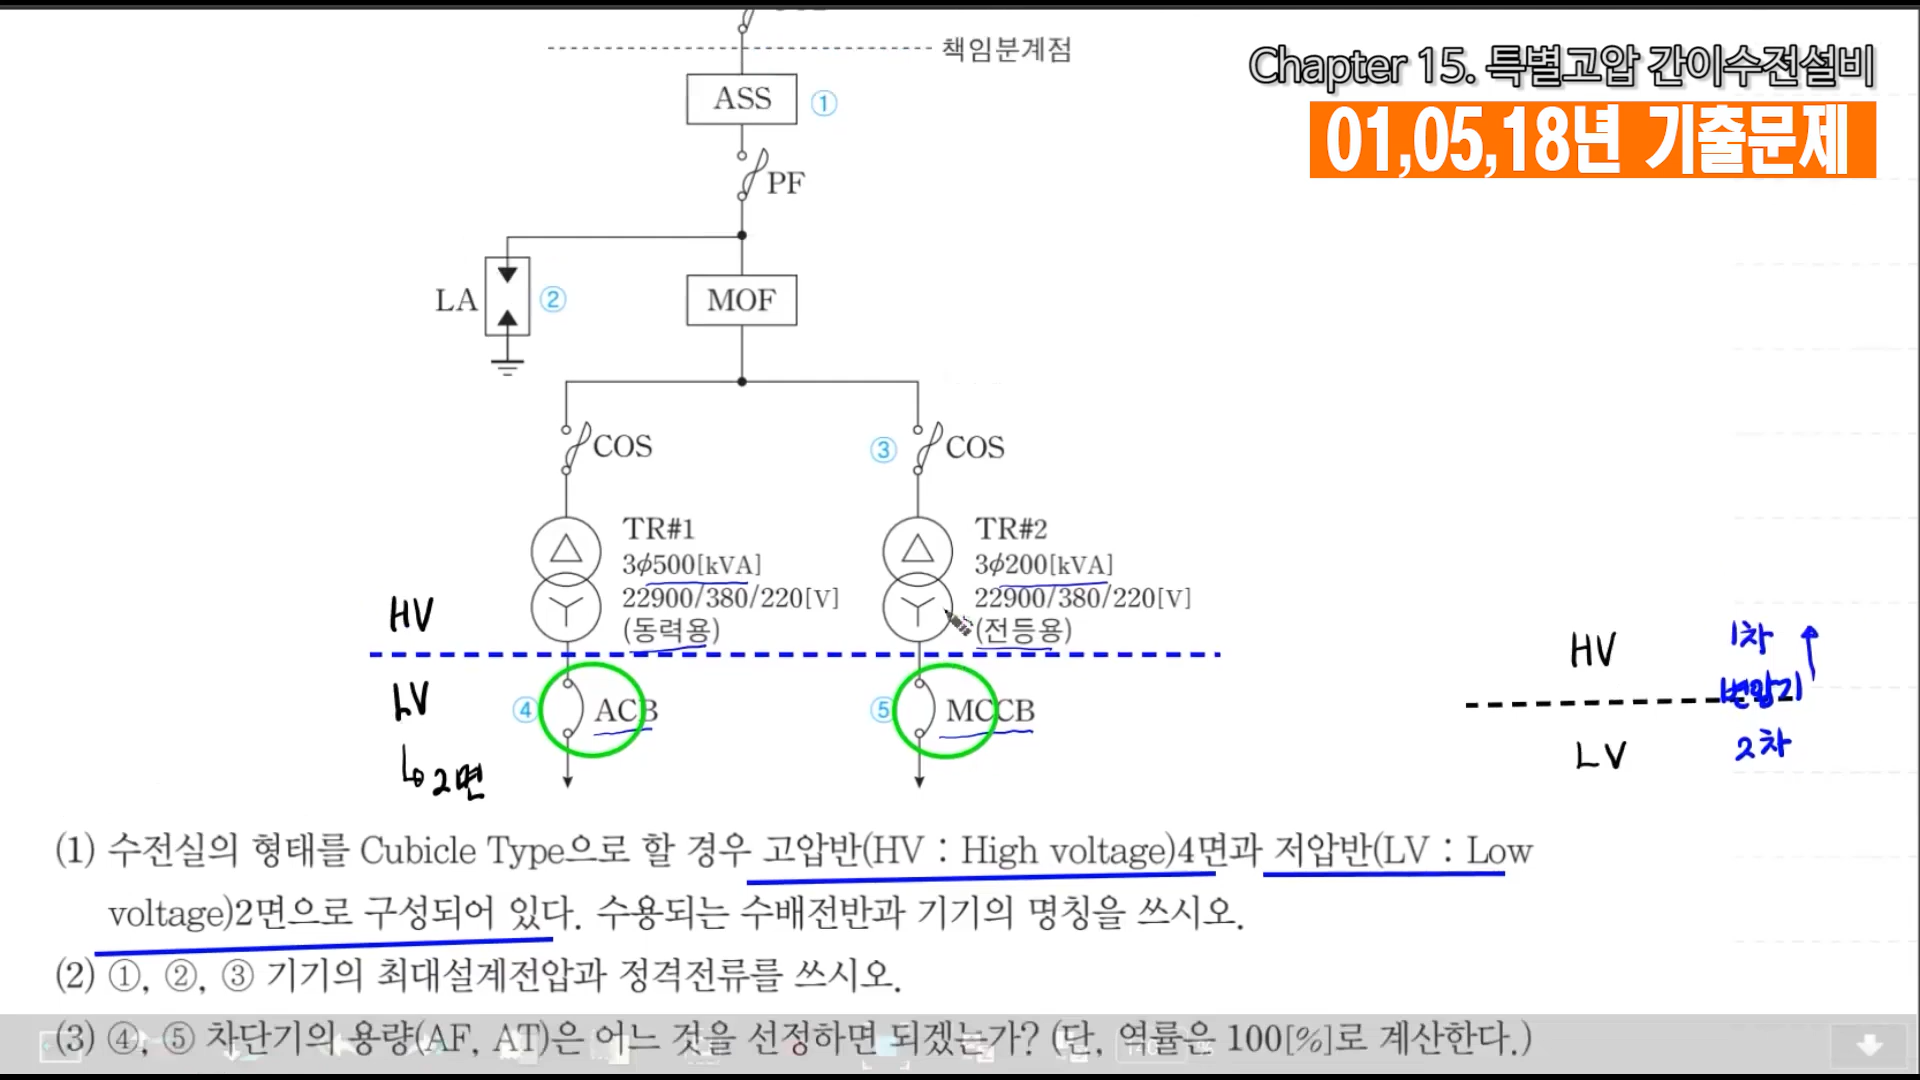 책임분계점
Chapter 15. 특별고압 간이수전설비
01,05,18년 기출문제
ASS ①
PF
LA ②
MOF
COS
③ COS
TR#1
3φ500[kVA]
22900/380/220[V]
(동력용)
TR#2
3φ200[kVA]
22900/380/220[V]
(전등용)
HV
LV
2면
④ ACB
⑤ MCCB
HV
LV
1차
변압기
2차
(1) 수전실의 형태를 Cubicle Type으로 할 경우 고압반(HV : High voltage)4면과 저압반(LV : Low
voltage)2면으로 구성되어 있다. 수용되는 수배전반과 기기의 명칭을 쓰시오.
(2) ①, ②, ③ 기기의 최대설계전압과 정격전류를 쓰시오.
(3) ④, ⑤ 차단기의 용량(AF, AT)은 어느 것을 선정하면 되겠는가? (단, 역률은 100[%]로 계산한다.)